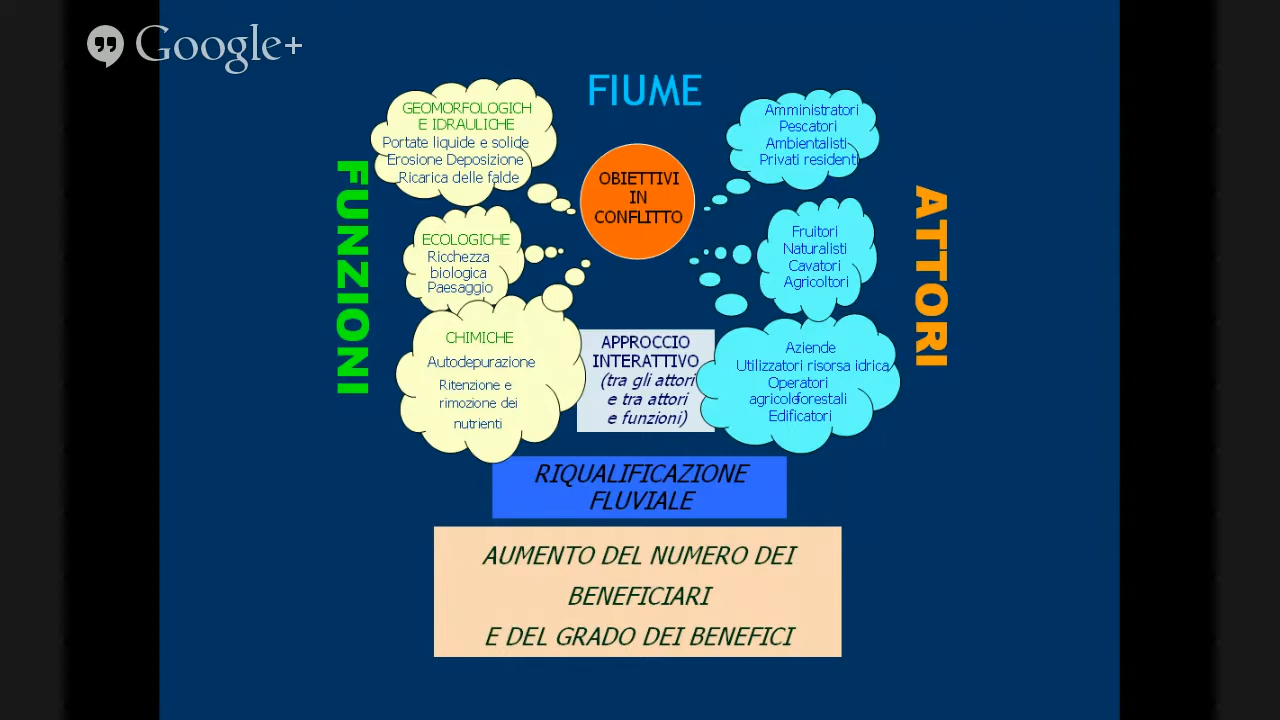 Google+
FIUME
FUNZIONI
GEOMORFOLOGICH
E IDRAULICHE
Portate liquide e solide
Erosione Deposizione
Ricarica delle falde
ECOLOGICHE
Ricchezza
biologica
Paesaggio
CHIMICHE
Autodepurazione
Ritenzione e
rimozione dei
nutrienti
OBIETTIVI
IN
CONFLITTO
APPROCCIO
INTERATTIVO
(tra gli attori
e tra attori
e funzioni)
Amministratori
Pescatori
Ambientalisti
Privati resident
Fruitori
Naturalisti
Cavatori
Agricoltori
Aziende
Utilizzatori risorsa idrica
Operatori
agricoloforestali
Edificatori
ATTORI
RIQUALIFICAZIONE
FLUVIALE
AUMENTO DEL NUMERO DEI
BENEFICIARI
E DEL GRADO DEI BENEFICI